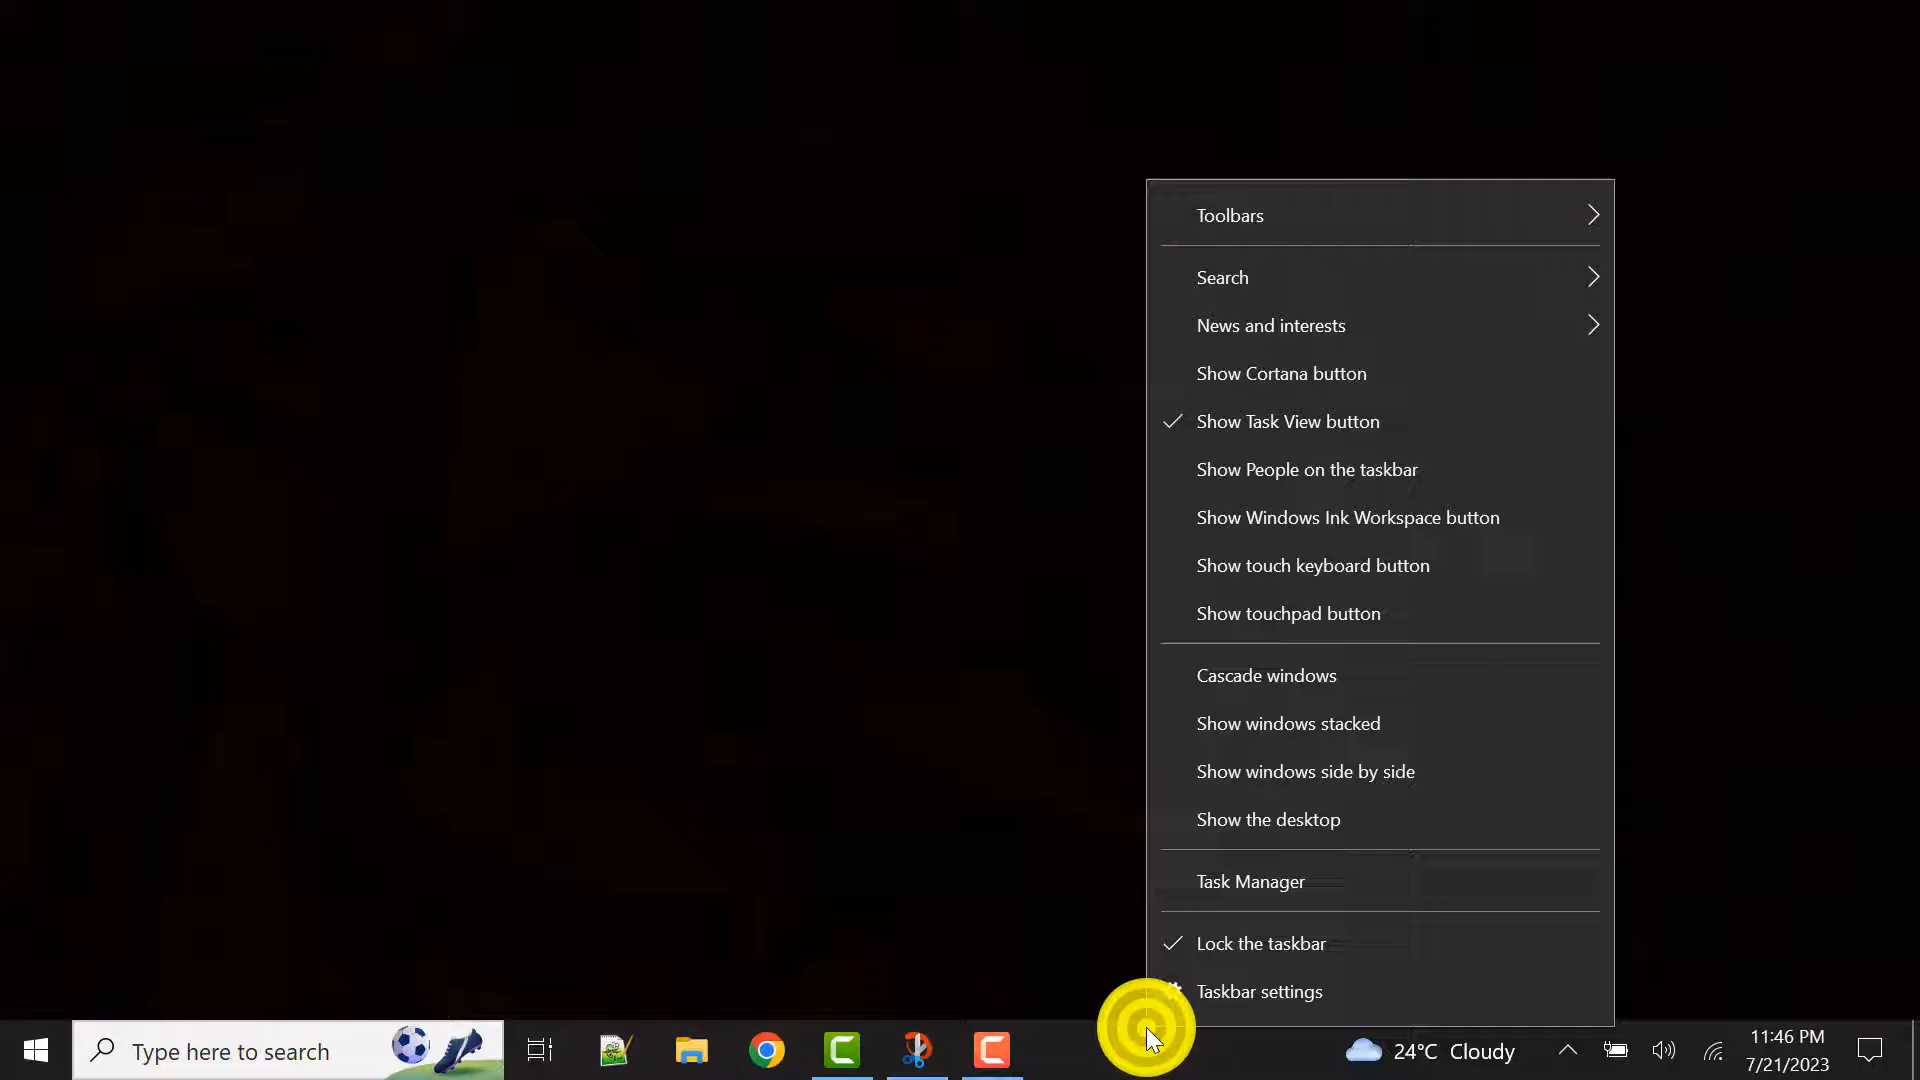 Toolbars
Search
News and interests
Show Cortana button
Show Task View button
Show People on the taskbar
Show Windows Ink Workspace button
Show touch keyboard button
Show touchpad button
Cascade windows
Show windows stacked
Show windows side by side
Show the desktop
Task Manager
Lock the taskbar
Taskbar settings
Type here to search
24°C Cloudy
11:46 PM
7/21/2023